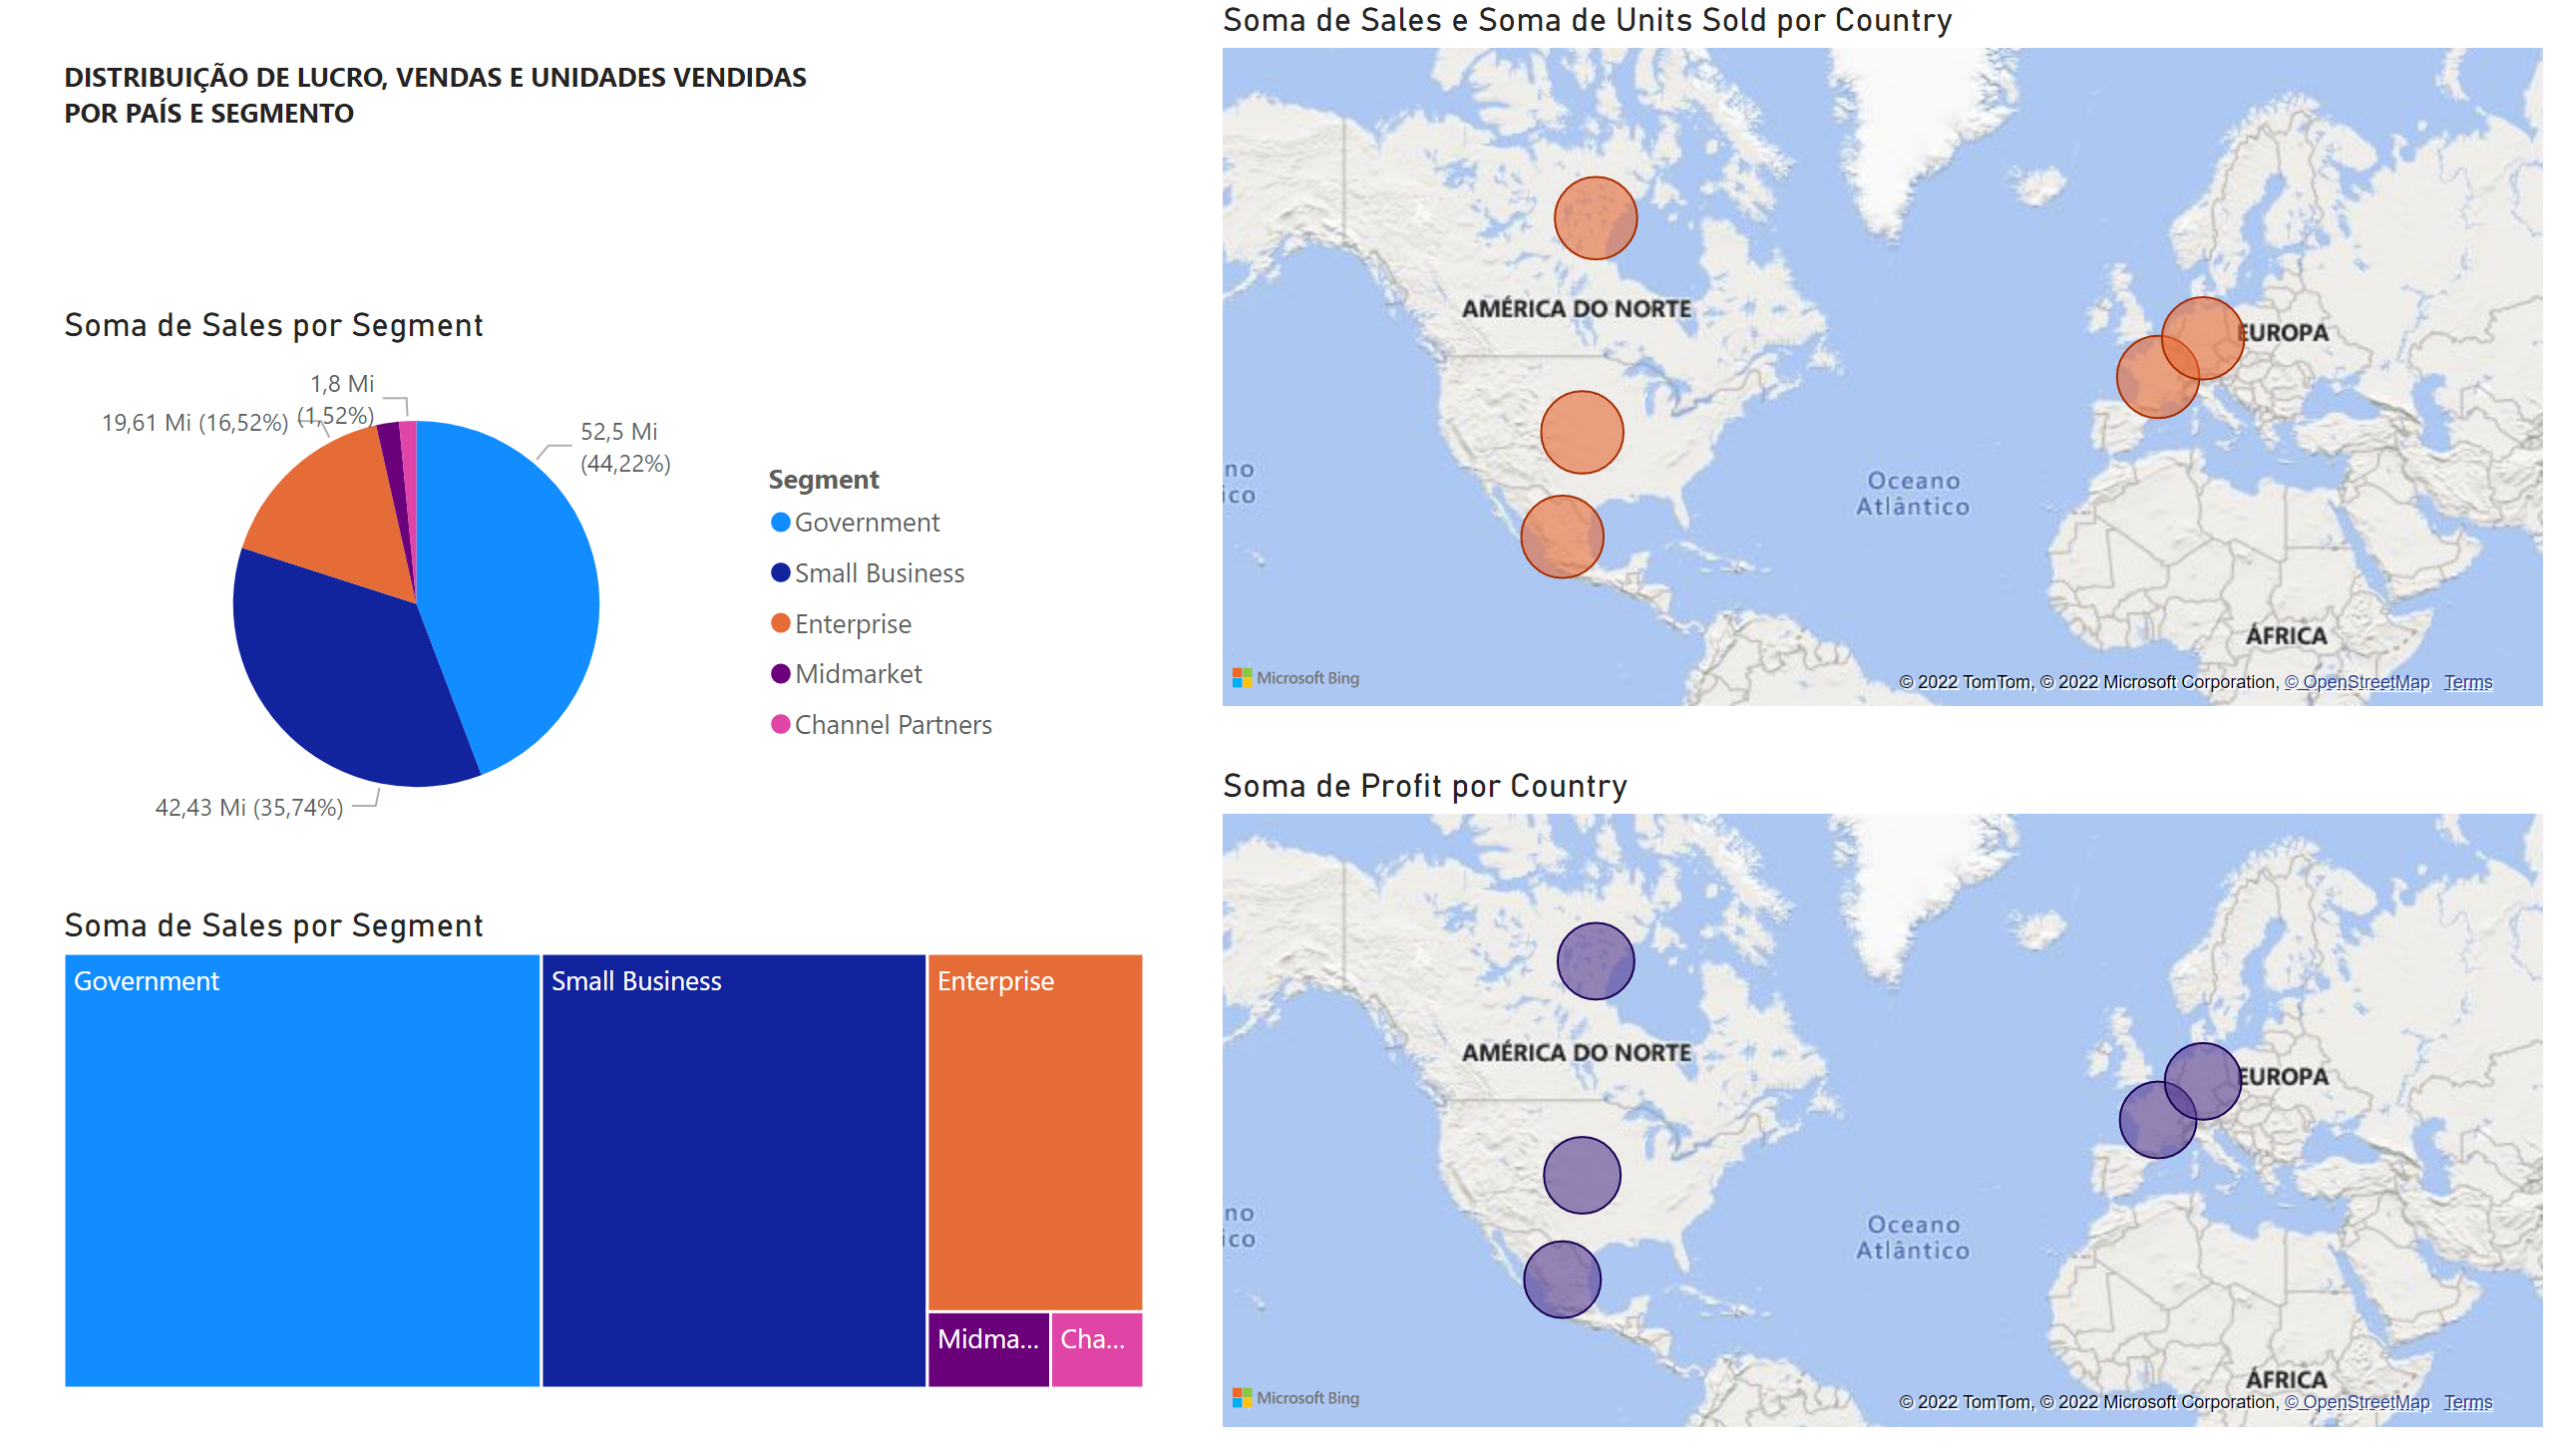 DISTRIBUIÇÃO DE LUCRO, VENDAS E UNIDADES VENDIDAS
POR PAÍS E SEGMENTO
Soma de Sales por Segment
1,8 Mi
(1,52%)
19,61 Mi (16,52%)
52,5 Mi
(44,22%)
42,43 Mi (35,74%)
Segment
Government
Small Business
Enterprise
Midmarket
Channel Partners
Soma de Sales por Segment
Government
Small Business
Enterprise
Midma...
Cha...
Soma de Sales e Soma de Units Sold por Country
AMÉRICA DO NORTE
EUROPA
no
ico
Oceano
Atlântico
ÁFRICA
Microsoft Bing
© 2022 TomTom, © 2022 Microsoft Corporation, © OpenStreetMap Terms
Soma de Profit por Country
AMÉRICA DO NORTE
EUROPA
no
ico
Oceano
Atlântico
ÁFRICA
Microsoft Bing
© 2022 TomTom, © 2022 Microsoft Corporation, © OpenStreetMap Terms